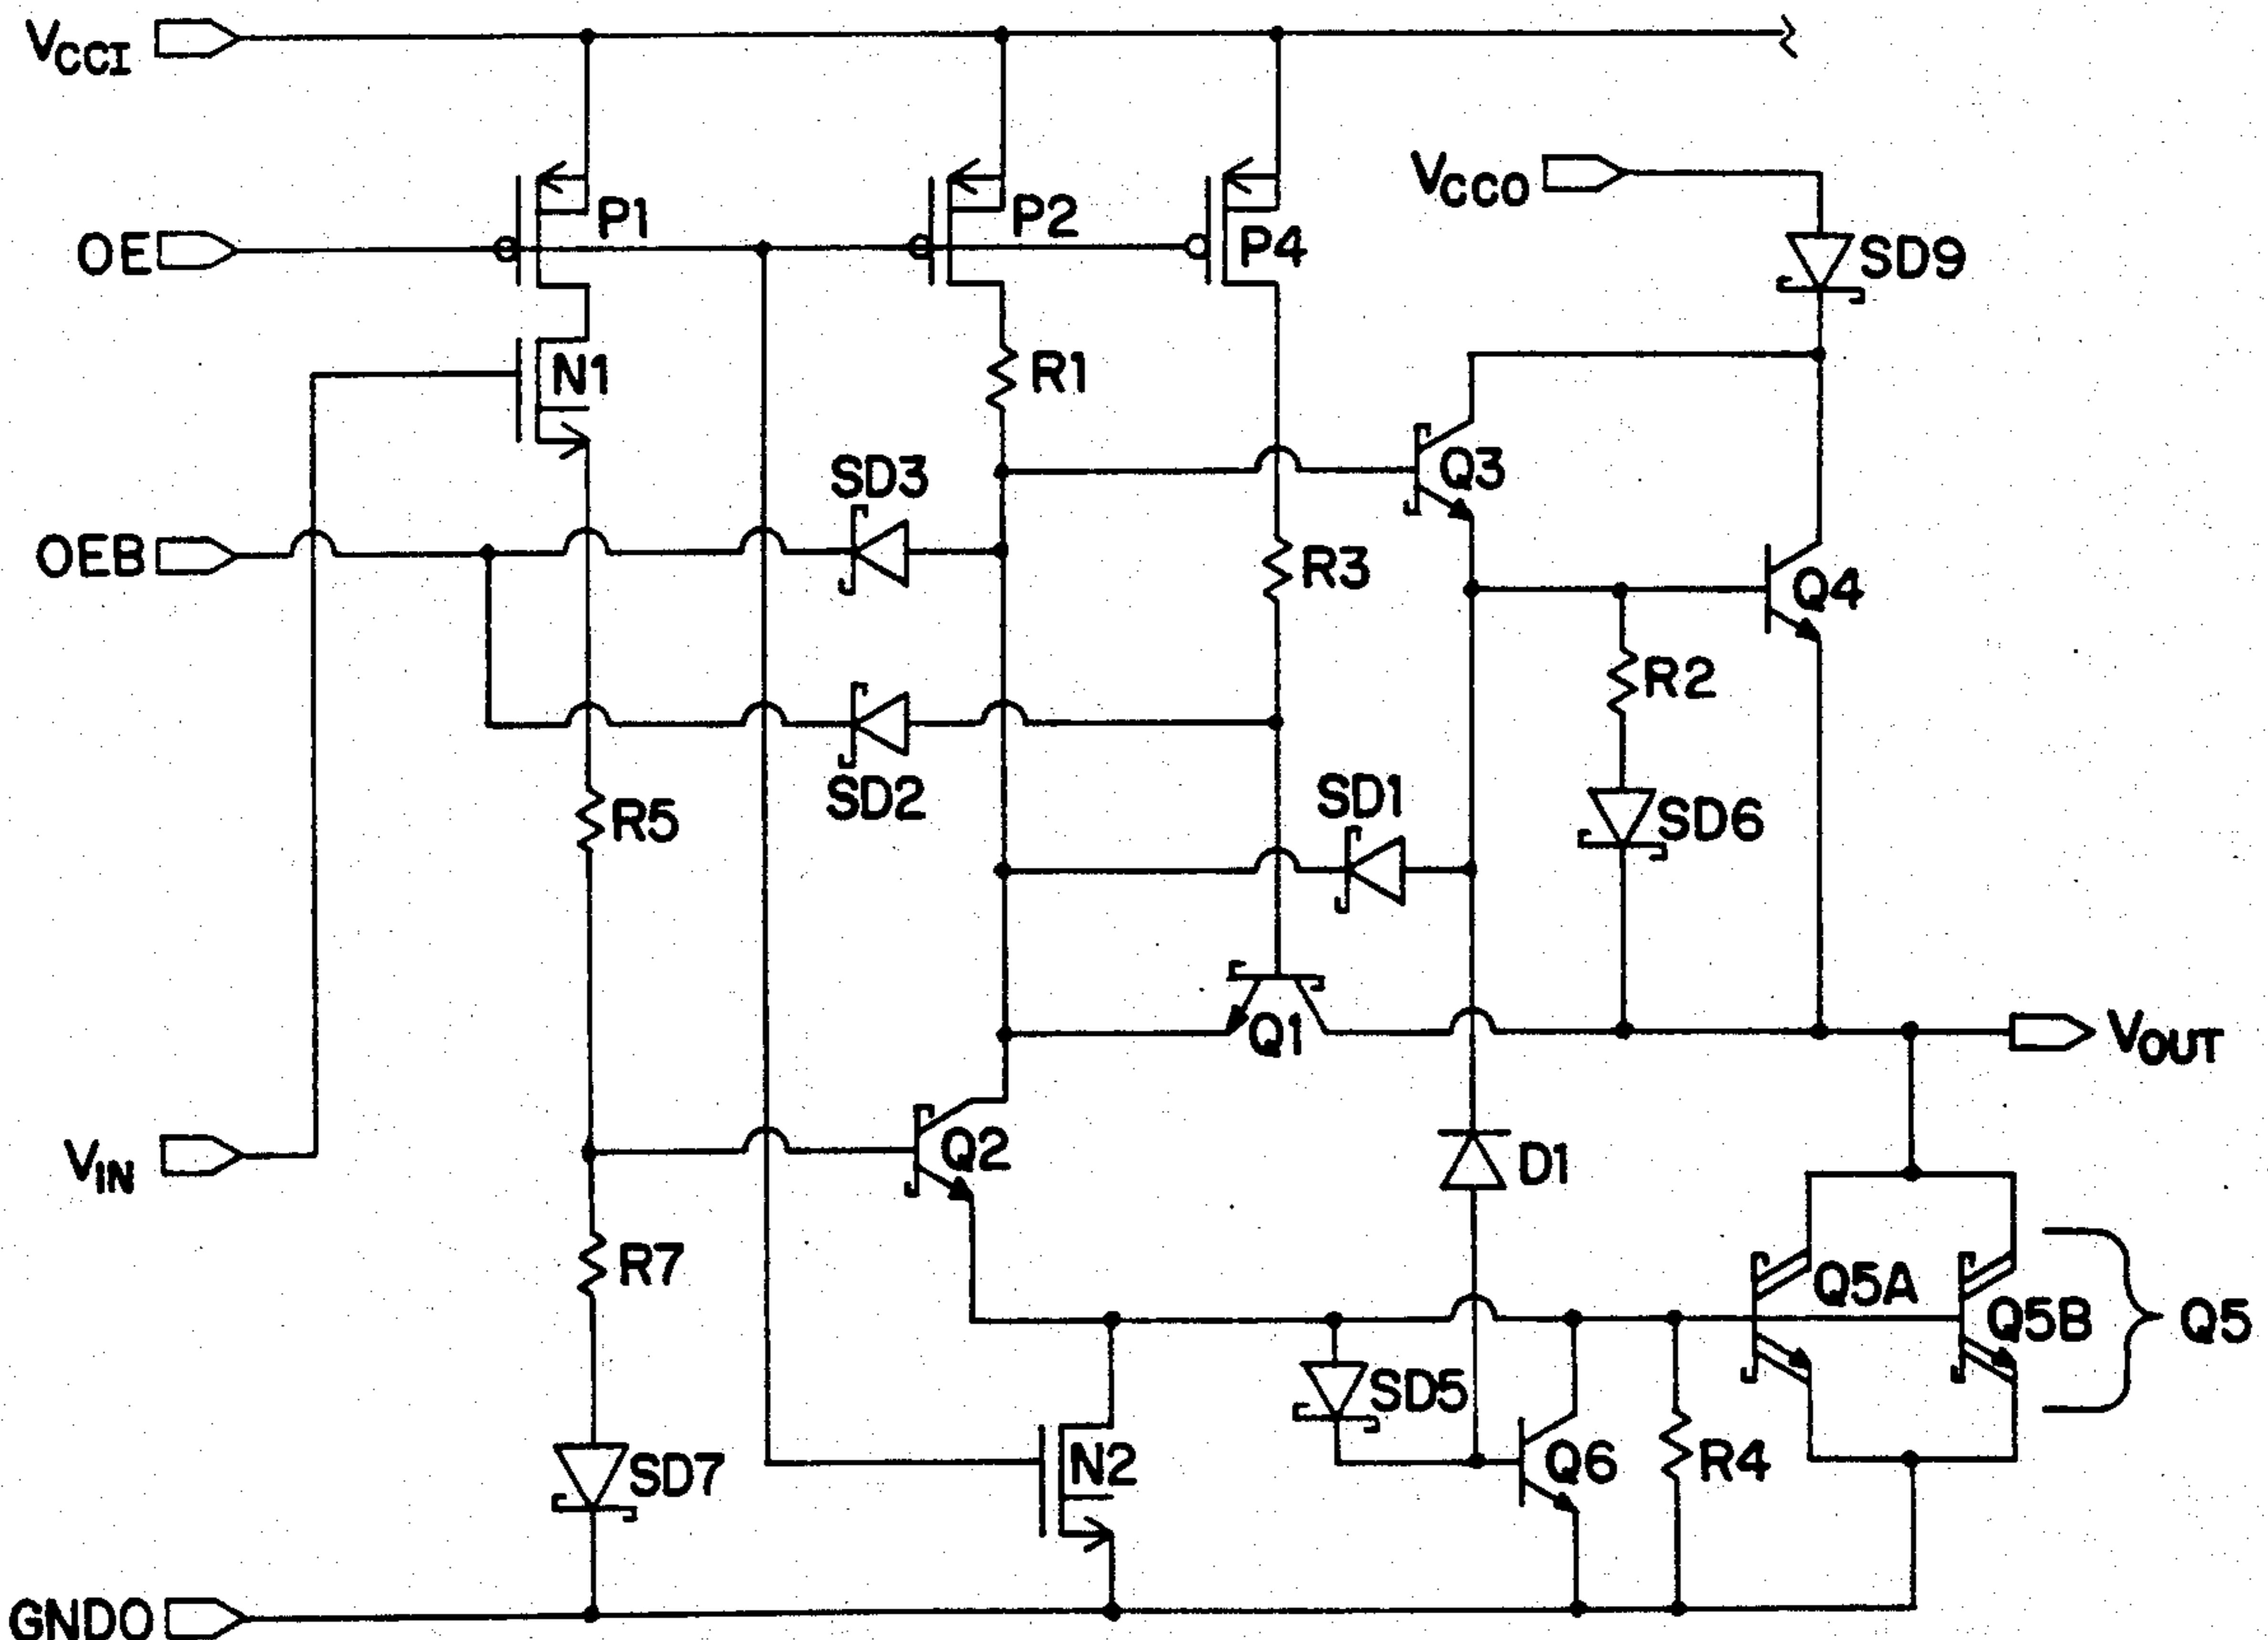 VCCI
VCCO
P1
P2
P4
OE
SD9
N1
R1
SD3
Q3
OEB
R3
Q4
R2
SD2
SD1
R5
SD6
Q1
VOUT
VIN
Q2
D1
R7
Q5A
Q5B
Q5
SD5
SD7
N2
Q6
R4
GNDO